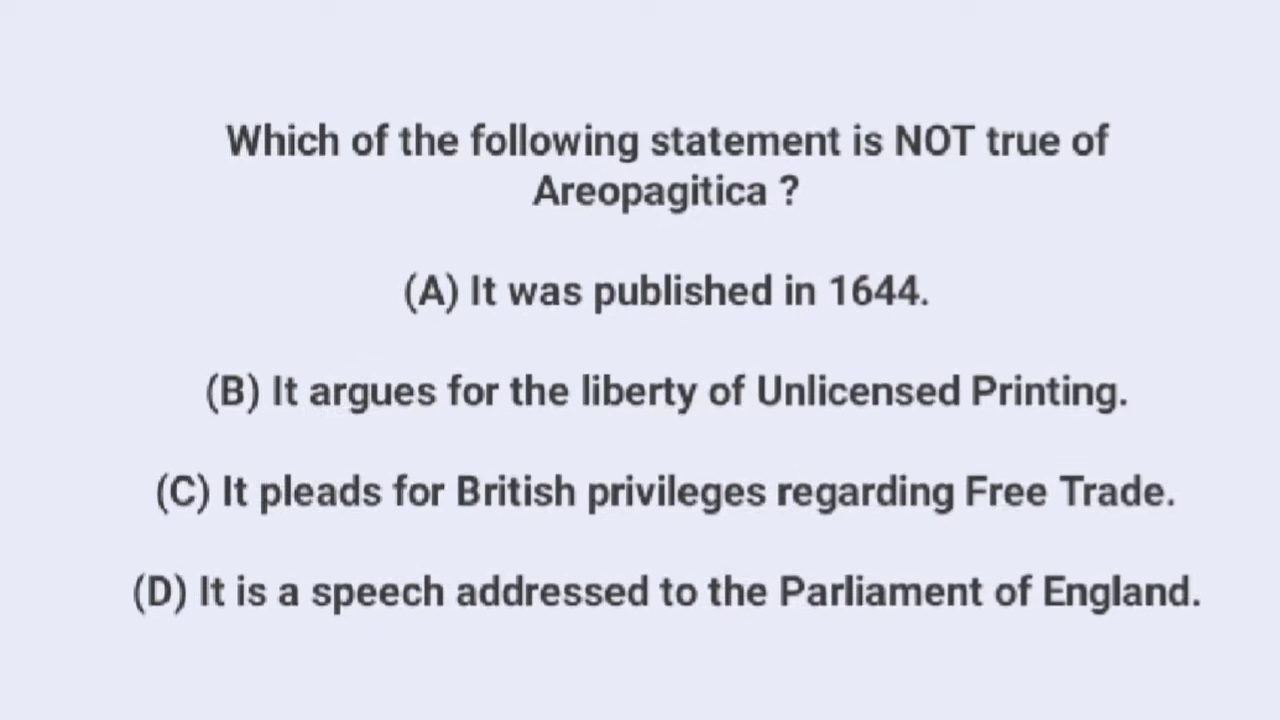 Which of the following statement is NOT true of
Areopagitica ?
(A) It was published in 1644.
(B) It argues for the liberty of Unlicensed Printing.
(C) It pleads for British privileges regarding Free Trade.
(D) It is a speech addressed to the Parliament of England.